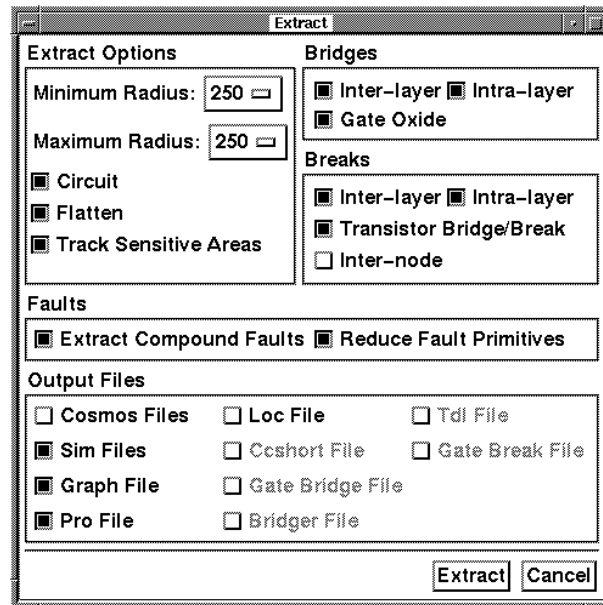 Extract
Extract Options
Minimum Radius: 250
Maximum Radius: 250
Circuit
Flatten
Track Sensitive Areas
Bridges
Inter-layer Intra-layer
Gate Oxide
Breaks
Inter-layer Intra-layer
Transistor Bridge/Break
Inter-node
Faults
Extract Compound Faults Reduce Fault Primitives
Output Files
Cosmos Files Loc File Tdl File
Sim Files Ccshort File Gate Break File
Graph File Gate Bridge File
Pro File Bridger File
Extract Cancel